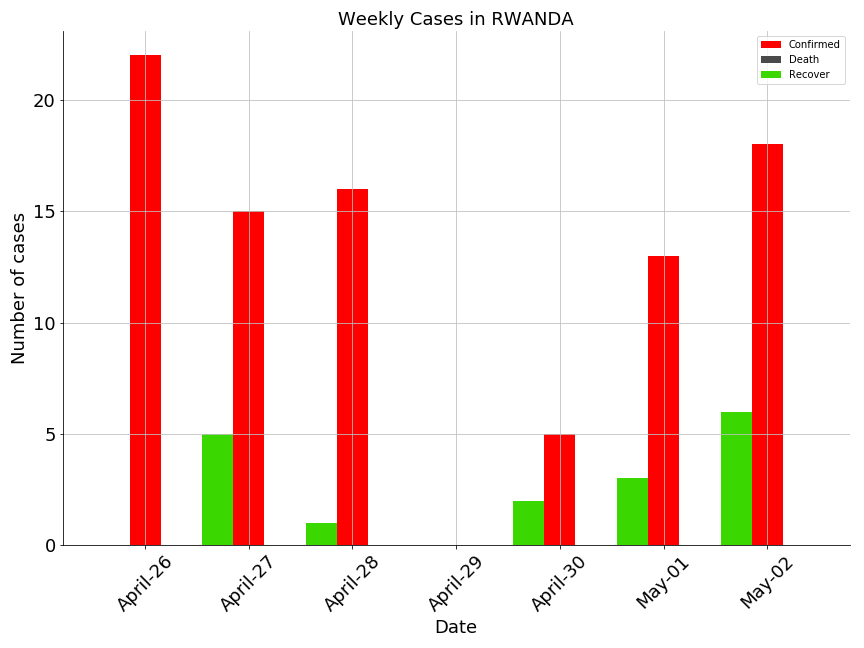 Weekly Cases in RWANDA
Confirmed
Death
Recover
Number of cases
20
15
10
5
0
April-26
April-27
April-28
April-29
April-30
May-01
May-02
Date